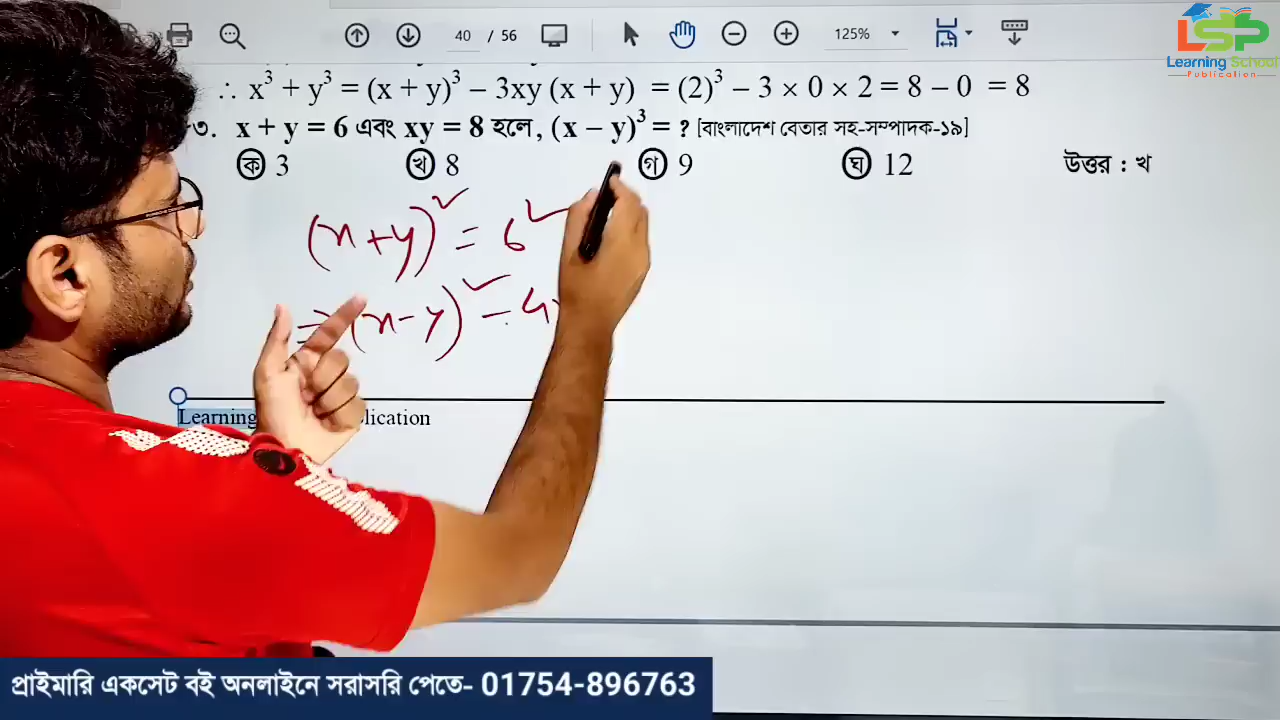 40 / 56
125%
LSP
Learning School
Publication
∴ x³ + y³ = (x + y)³ – 3xy (x + y) = (2)³ – 3 × 0 × 2 = 8 – 0 = 8
৩. x + y = 6 এবং xy = 8 হলে, (x – y)³ = ? [বাংলাদেশ বেতার সহ-সম্পাদক-১৯]
ক 3 খ 8 গ 9 ঘ 12 উত্তর : খ
(x+y)² = 6²
⇒ (x-y)² - 4
Learning
প্রাইমারি একসেট বই অনলাইনে সরাসরি পেতে- 01754-896763